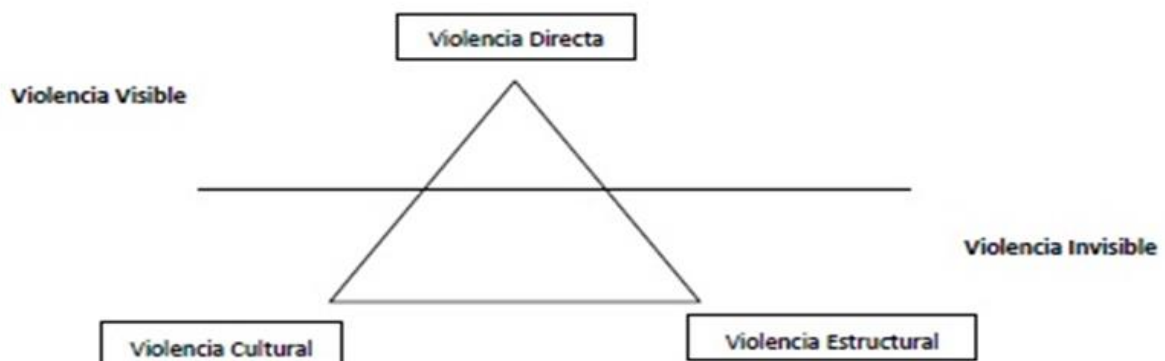 Violencia Directa
Violencia Visible
Violencia Invisible
Violencia Cultural
Violencia Estructural